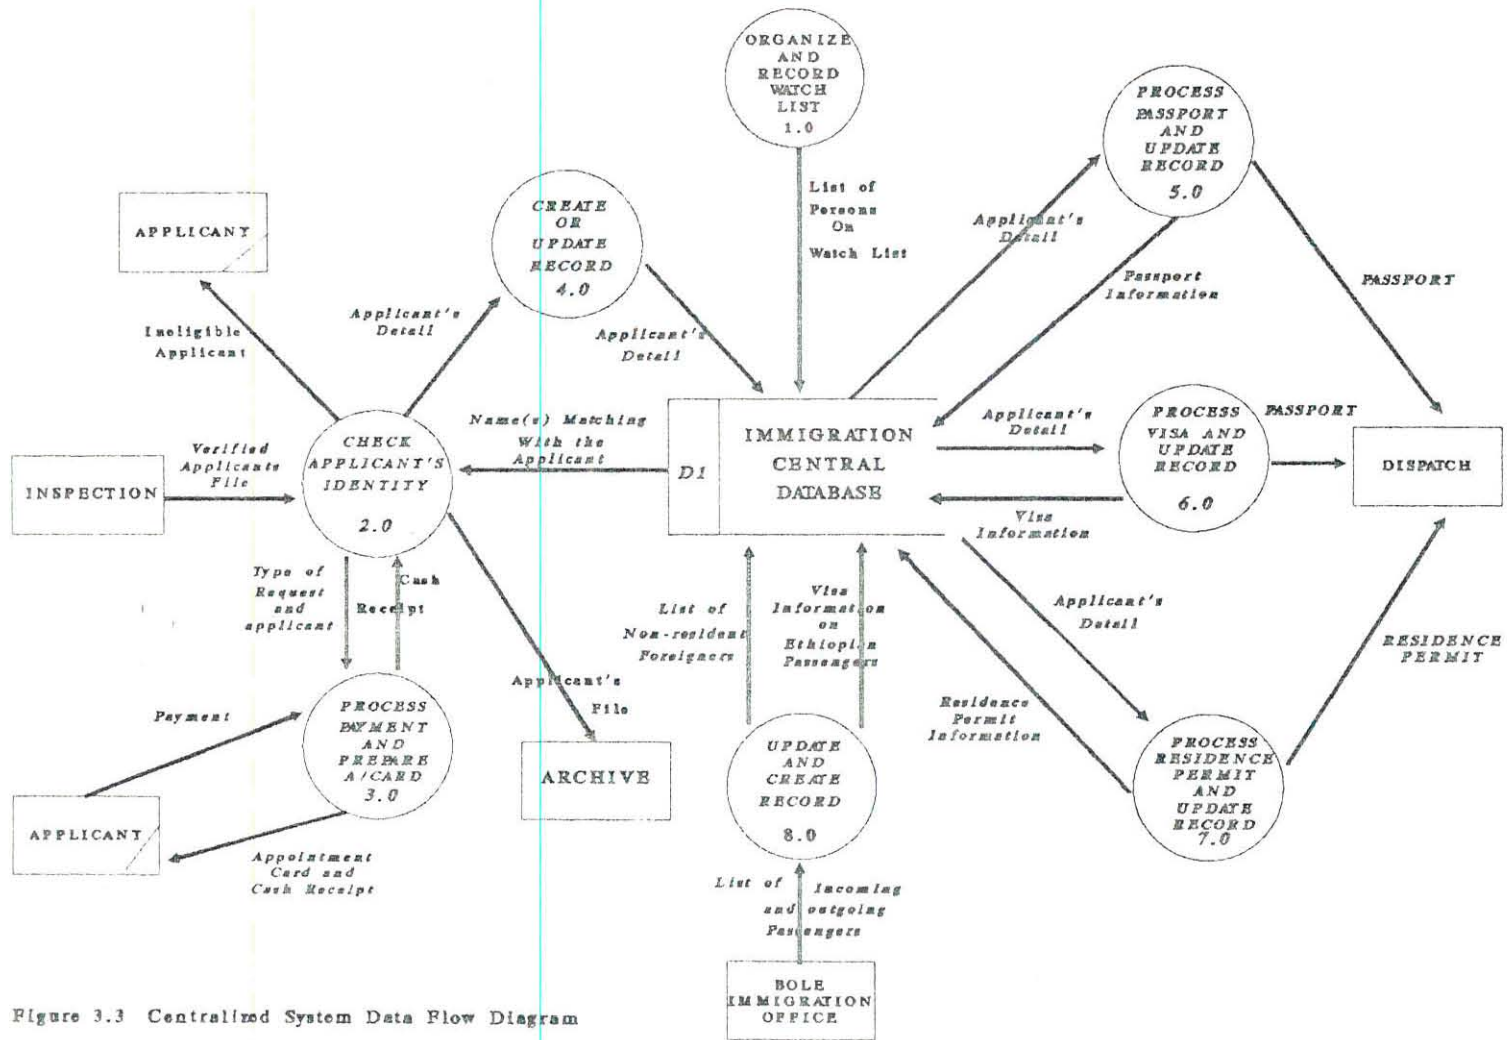 ORGANIZE
AND
RECORD
WATCH
LIST
1.0
PROCESS
PASSPORT
AND
UPDATE
RECORD
5.0
APPLICANT
CREATE
OR
UPDATE
RECORD
4.0
List of
Persons
On
Watch List
Applicant's
Detail
Passport
Information
PASSPORT
Ineligible
Applicant
Applicant's
Detail
Applicant's
Detail
INSPECTION
Verified
Applicants
File
CHECK
APPLICANT'S
IDENTITY
2.0
Name(s) Matching
With the
Applicant
D1
IMMIGRATION
CENTRAL
DATABASE
Applicant's
Detail
PROCESS
VISA AND
UPDATE
RECORD
6.0
PASSPORT
DISPATCH
Visa
Information
Type of
Request
and
applicant
Cash
Receipt
Applicant's
File
ARCHIVE
List of
Non-resident
Foreigners
Visa
Information
on
Ethiopian
Passengers
Applicant's
Detail
Residence
Permit
Information
RESIDENCE
PERMIT
Payment
PROCESS
PAYMENT
AND
PREPARE
A/CARD
3.0
APPLICANT
Appointment
Card and
Cash Receipt
UPDATE
AND
CREATE
RECORD
8.0
PROCESS
RESIDENCE
PERMIT
AND
UPDATE
RECORD
7.0
List of Incoming
and outgoing
Passengers
BOLE
IMMIGRATION
OFFICE
Figure 3.3 Centralized System Data Flow Diagram